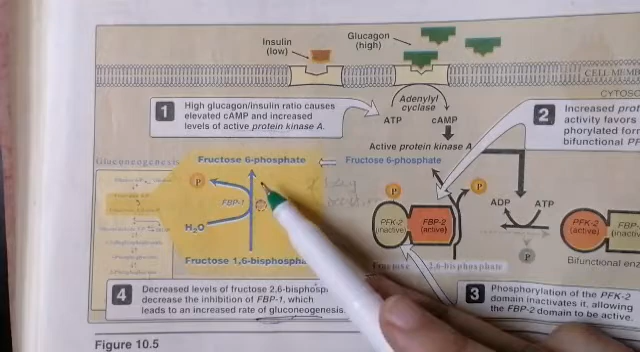 Insulin
(low)
Glucagon
(high)
CELL MEM
CYTOSO
Adenylyl
cyclase
ATP
cAMP
1
High glucagon/insulin ratio causes
elevated cAMP and increased
levels of active protein kinase A.
Active protein kinase A
2
Increased prot
activity favors
phorylated form
bifunctional PF
Gluconeogenesis
Fructose 6-phosphate
Fructose 6-phosphate
P
FBP-1
H₂O
Fructose 1,6-bisphospha
P
P
PFK-2
(inactive)
FBP-2
(active)
ADP
ATP
P
PFK-2
(inactive)
FBP-
Fructose 2,6-bisphosphate
Bifunctional enz
4
Decreased levels of fructose 2,6-bisphosp
decrease the inhibition of FBP-1, which
leads to an increased rate of gluconeogenesis.
3
Phosphorylation of the PFK-2
domain inactivates it, allowing
the FBP-2 domain to be active.
Figure 10.5